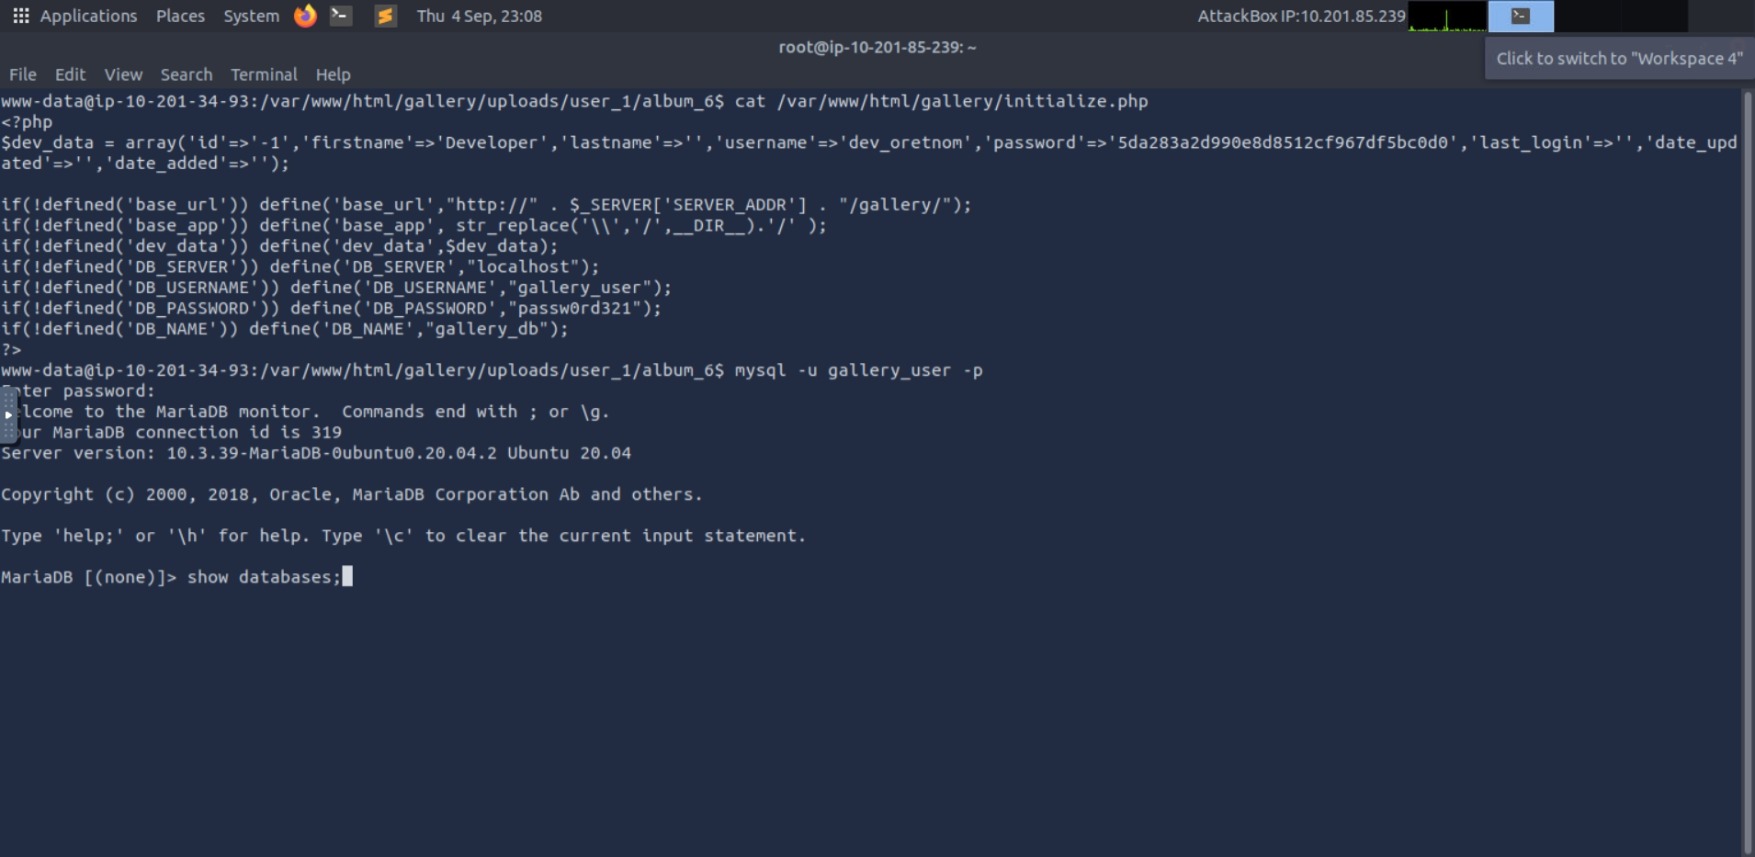 Applications Places System Thu 4 Sep, 23:08 AttackBox IP:10.201.85.239
root@ip-10-201-85-239: ~
Click to switch to "Workspace 4"
File Edit View Search Terminal Help
www-data@ip-10-201-34-93:/var/www/html/gallery/uploads/user_1/album_6$ cat /var/www/html/gallery/initialize.php
<?php
$dev_data = array('id'=>'-1','firstname'=>'Developer','lastname'=>'','username'=>'dev_oretnom','password'=>'5da283a2d990e8d8512cf967df5bc0d0','last_login'=>'','date_upd
ated'=>'','date_added'=>'');
if(!defined('base_url')) define('base_url',"http://" . $_SERVER['SERVER_ADDR'] . "/gallery/");
if(!defined('base_app')) define('base_app', str_replace('\\','/',__DIR__).'/' );
if(!defined('dev_data')) define('dev_data',$dev_data);
if(!defined('DB_SERVER')) define('DB_SERVER',"localhost");
if(!defined('DB_USERNAME')) define('DB_USERNAME',"gallery_user");
if(!defined('DB_PASSWORD')) define('DB_PASSWORD',"passw0rd321");
if(!defined('DB_NAME')) define('DB_NAME',"gallery_db");
?>
www-data@ip-10-201-34-93:/var/www/html/gallery/uploads/user_1/album_6$ mysql -u gallery_user -p
Enter password:
elcome to the MariaDB monitor.  Commands end with ; or \g.
ur MariaDB connection id is 319
Server version: 10.3.39-MariaDB-0ubuntu0.20.04.2 Ubuntu 20.04
Copyright (c) 2000, 2018, Oracle, MariaDB Corporation Ab and others.
Type 'help;' or '\h' for help. Type '\c' to clear the current input statement.
MariaDB [(none)]> show databases;